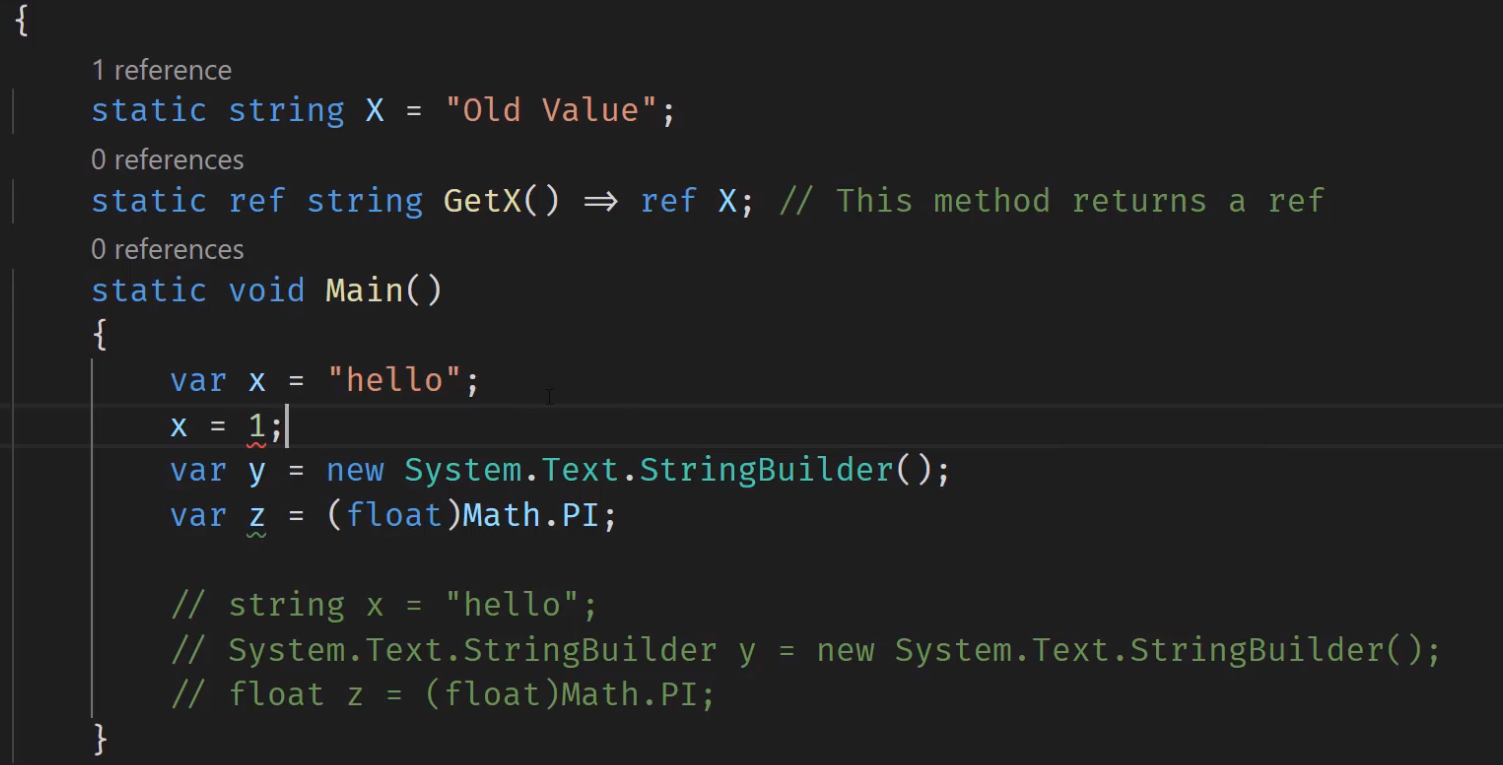 {
1 reference
static string X = "Old Value";
0 references
static ref string GetX() => ref X; // This method returns a ref
0 references
static void Main()
{
var x = "hello";
x = 1;
var y = new System.Text.StringBuilder();
var z = (float)Math.PI;
// string x = "hello";
// System.Text.StringBuilder y = new System.Text.StringBuilder();
// float z = (float)Math.PI;
}